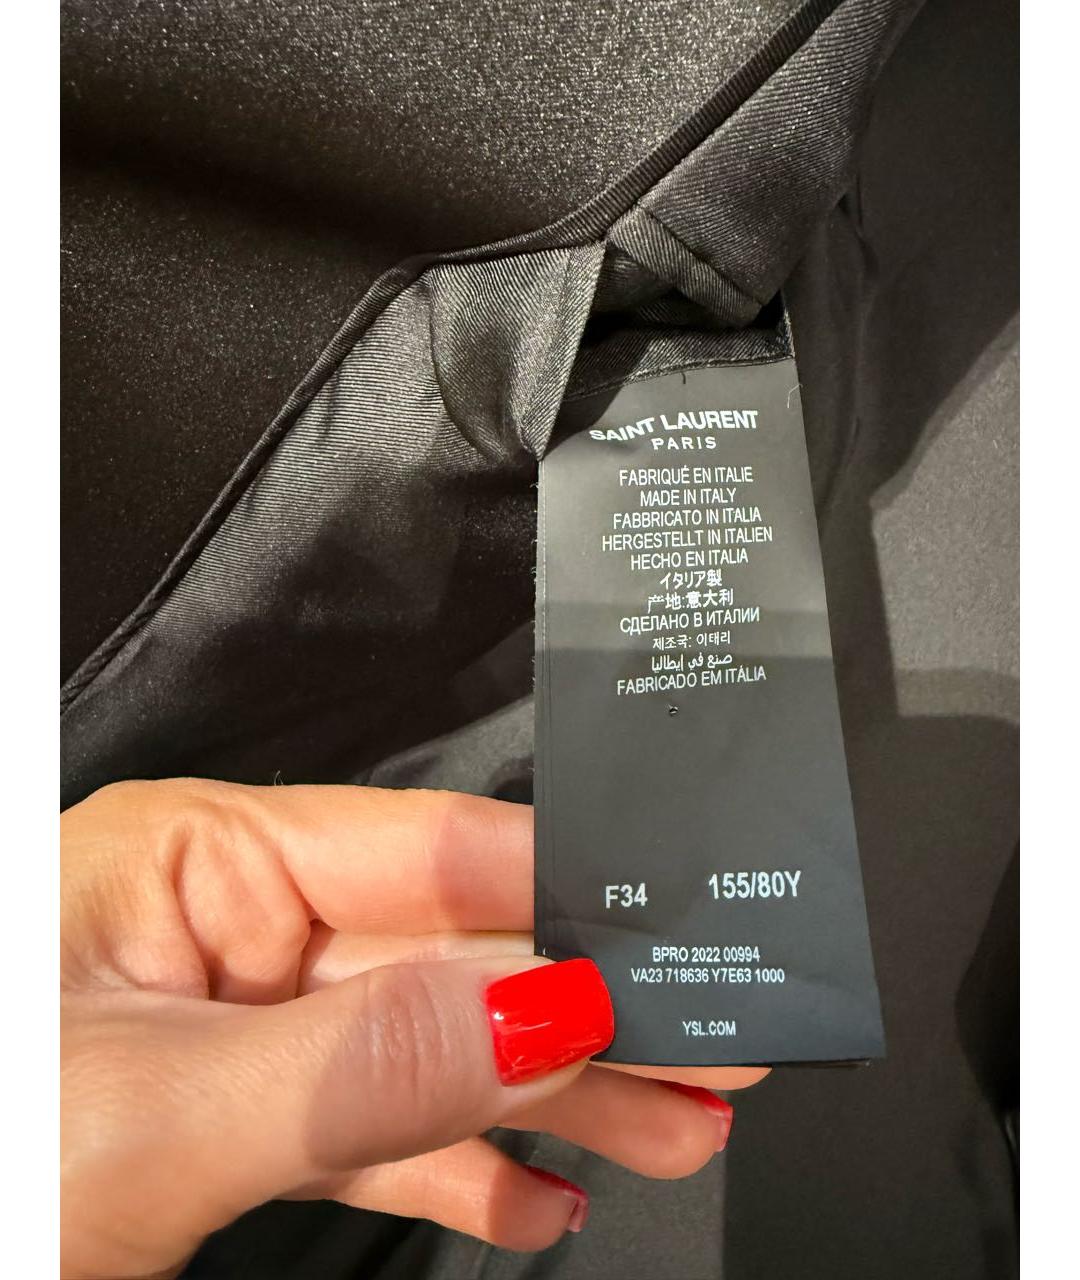 SAINT LAURENT
PARIS
FABRIQUÉ EN ITALIE
MADE IN ITALY
FABBRICATO IN ITALIA
HERGESTELLT IN ITALIEN
HECHO EN ITALIA
イタリア製
产地:意大利
СДЕЛАНО В ИТАЛИИ
제조국: 이태리
صنع في إيطاليا
FABRICADO EM ITÁLIA
F34 155/80Y
BPRO 2022 00994
VA23 718636 Y7E63 1000
YSL.COM